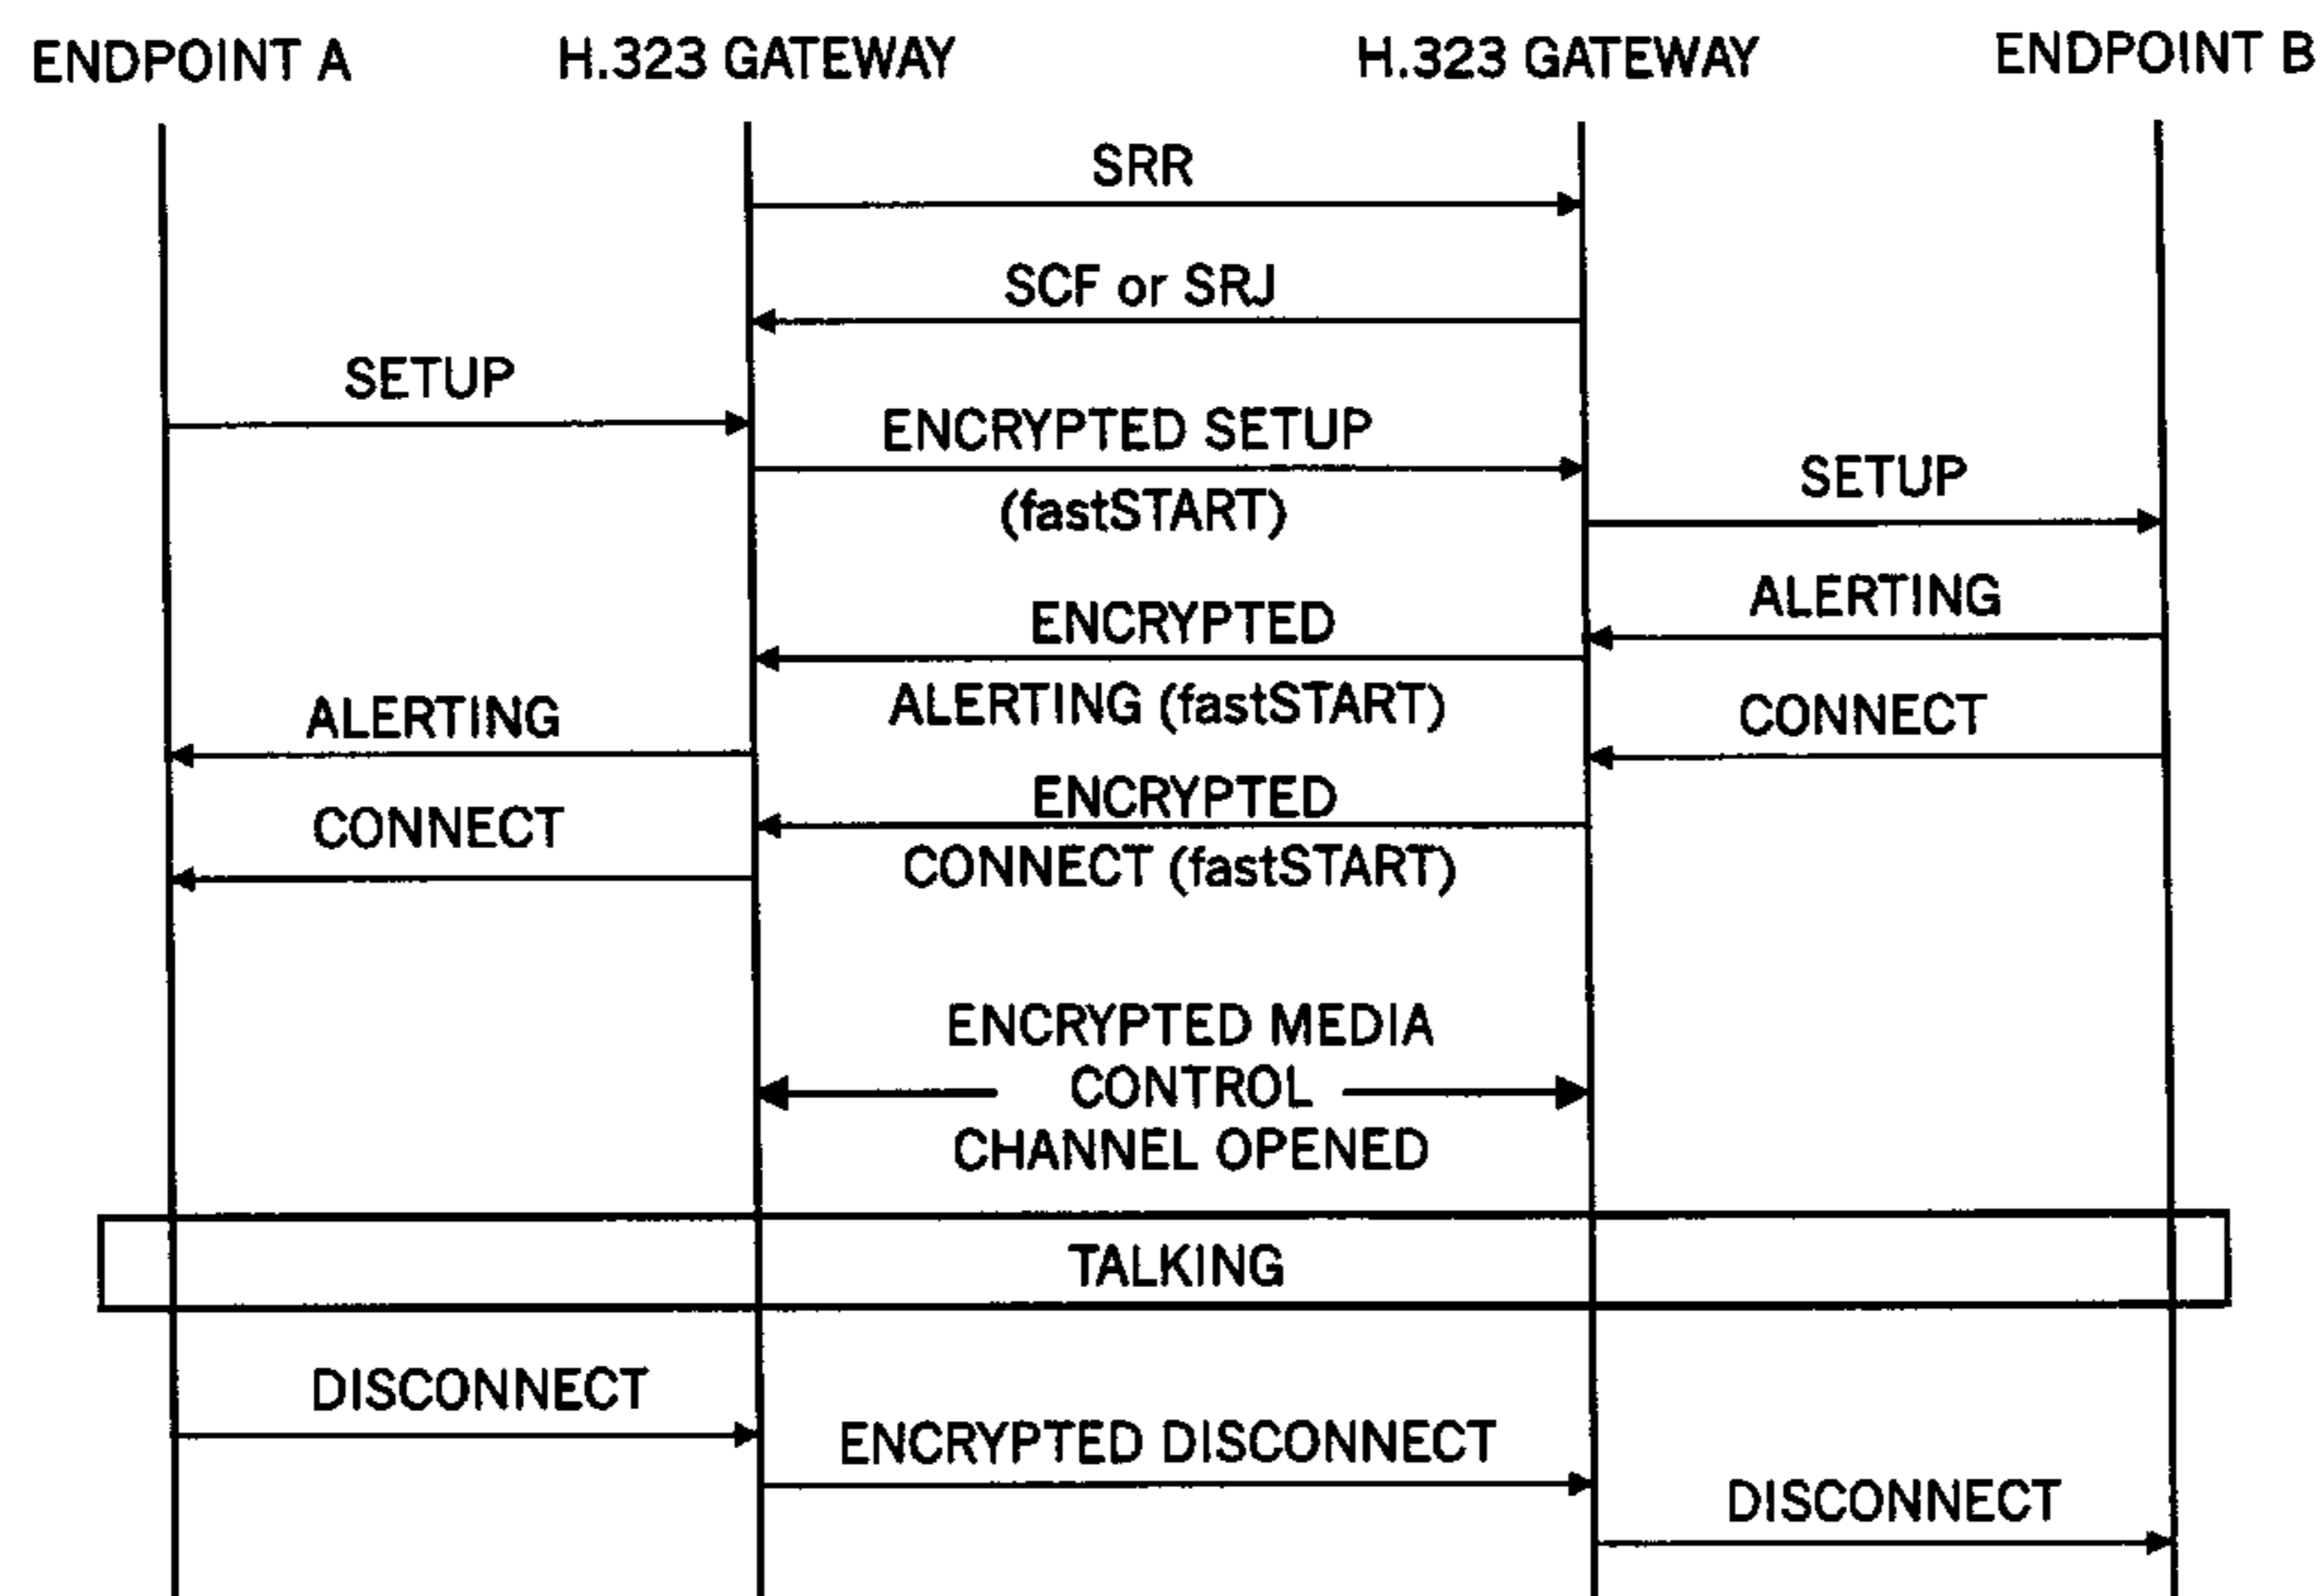 ENDPOINT A
H.323 GATEWAY
H.323 GATEWAY
ENDPOINT B
SRR
SCF or SRJ
SETUP
ENCRYPTED SETUP
(fastSTART)
SETUP
ALERTING
ENCRYPTED
ALERTING (fastSTART)
ALERTING
CONNECT
ENCRYPTED
CONNECT (fastSTART)
CONNECT
ENCRYPTED MEDIA
CONTROL
CHANNEL OPENED
TALKING
DISCONNECT
ENCRYPTED DISCONNECT
DISCONNECT